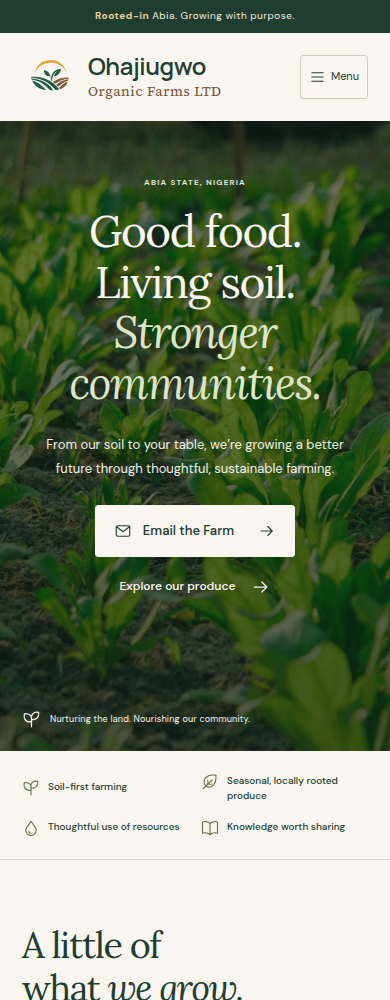 Rooted-in Abia. Growing with purpose.
Ohajiugwo
Organic Farms LTD
Menu
ABIA STATE, NIGERIA
Good food.
Living soil.
Stronger
communities.
From our soil to your table, we’re growing a better
future through thoughtful, sustainable farming.
Email the Farm
Explore our produce
Nurturing the land. Nourishing our community.
Soil-first farming
Seasonal, locally rooted
produce
Thoughtful use of resources
Knowledge worth sharing
A little of
what we grow.